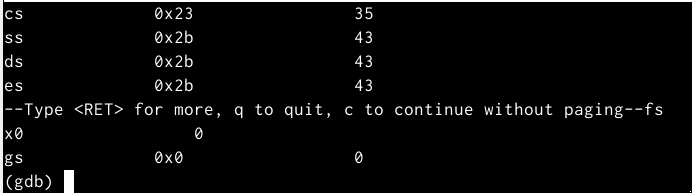 cs 0x23 35
ss 0x2b 43
ds 0x2b 43
es 0x2b 43
--Type <RET> for more, q to quit, c to continue without paging--fs
x0 0
gs 0x0 0
(gdb)